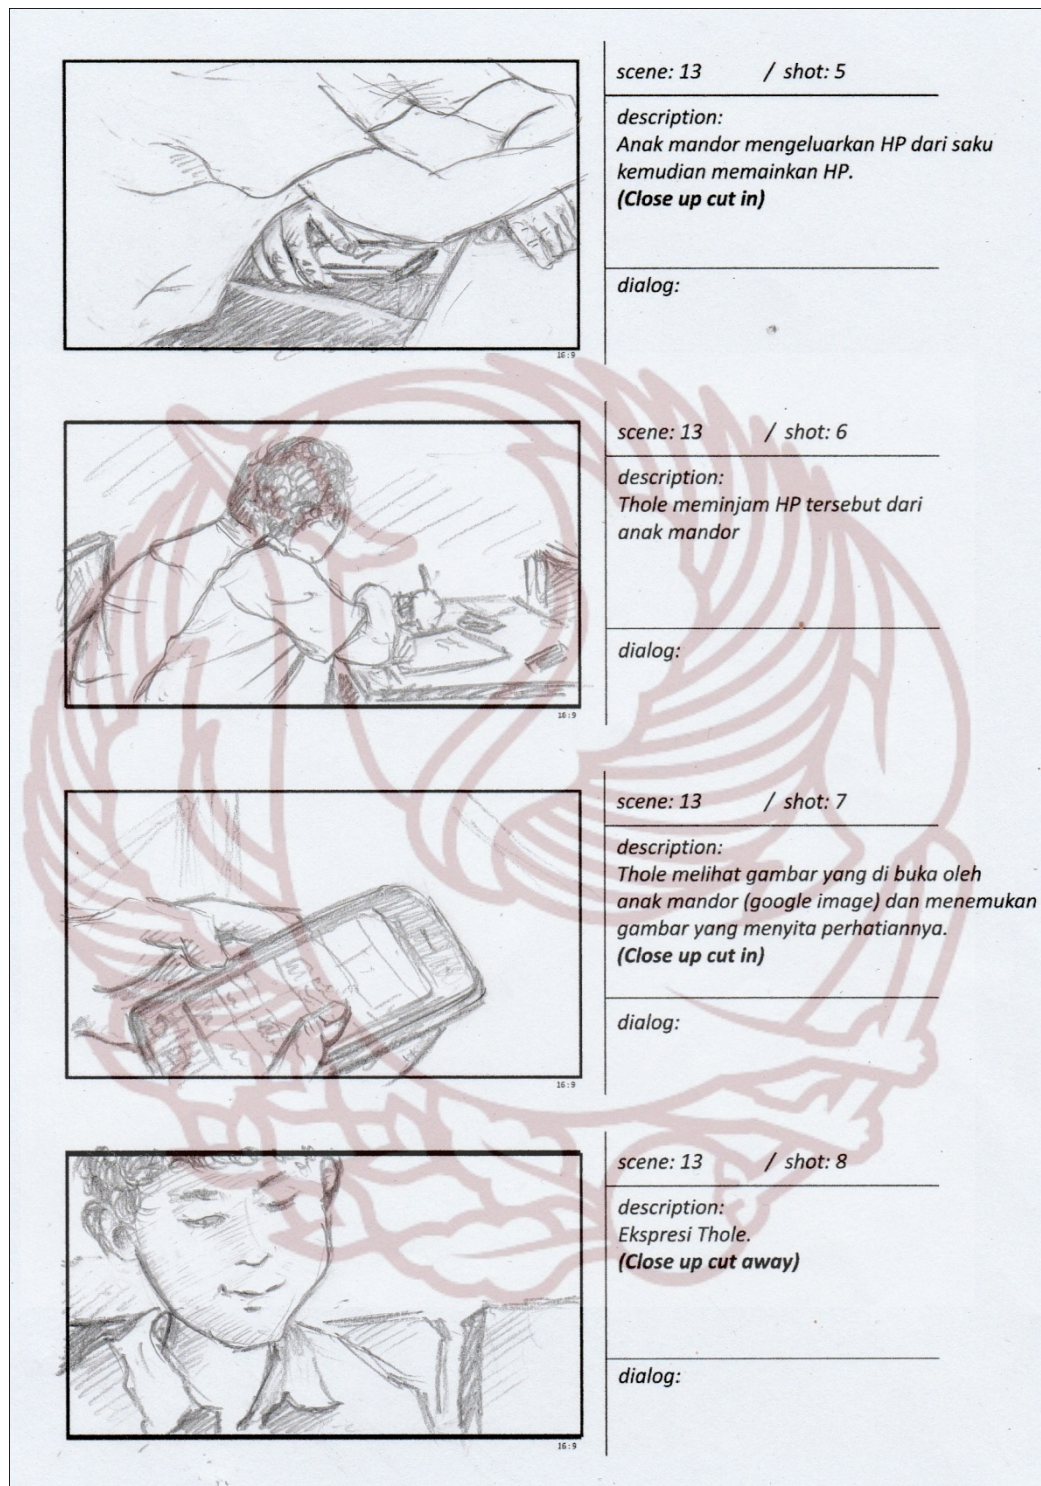 scene: 13 / shot: 5
description:
Anak mandor mengeluarkan HP dari saku
kemudian memainkan HP.
(Close up cut in)
dialog:
16:9
scene: 13 / shot: 6
description:
Thole meminjam HP tersebut dari
anak mandor
dialog:
16:9
scene: 13 / shot: 7
description:
Thole melihat gambar yang di buka oleh
anak mandor (google image) dan menemukan
gambar yang menyita perhatiannya.
(Close up cut in)
dialog:
16:9
scene: 13 / shot: 8
description:
Ekspresi Thole.
(Close up cut away)
dialog:
16:9